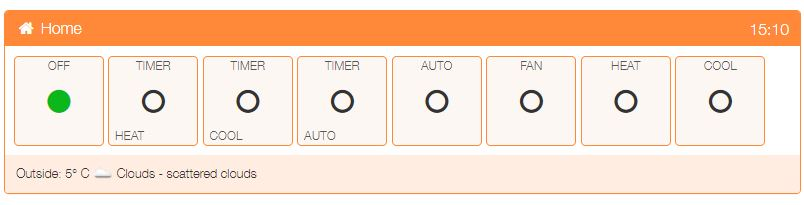 Home 15:10
OFF TIMER TIMER TIMER AUTO FAN HEAT COOL
HEAT COOL AUTO
Outside: 5° C Clouds - scattered clouds